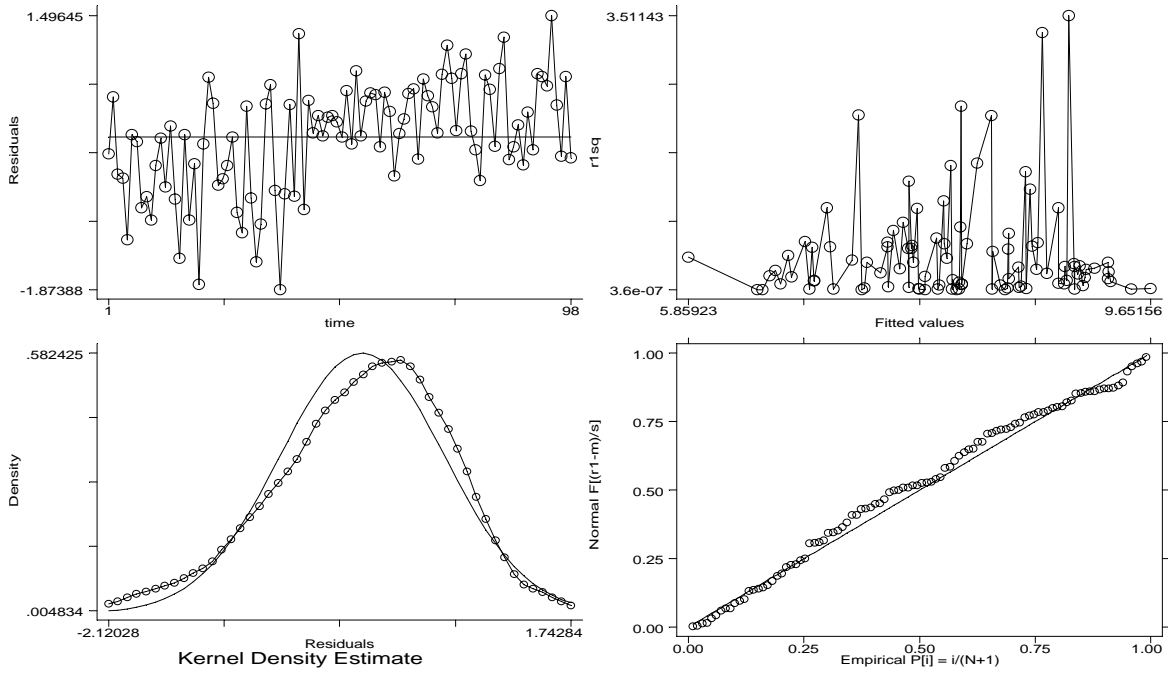 1.49645
Residuals
-1.87388
1
98
time
3.51143
r1sq
3.6e-07
5.85923
9.65156
Fitted values
.582425
Density
.004834
-2.12028
1.74284
Residuals
Kernel Density Estimate
1.00
0.75
Normal F[(r1-m)/s]
0.50
0.25
0.00
0.00
0.25
0.50
0.75
1.00
Empirical P[i] = i/(N+1)